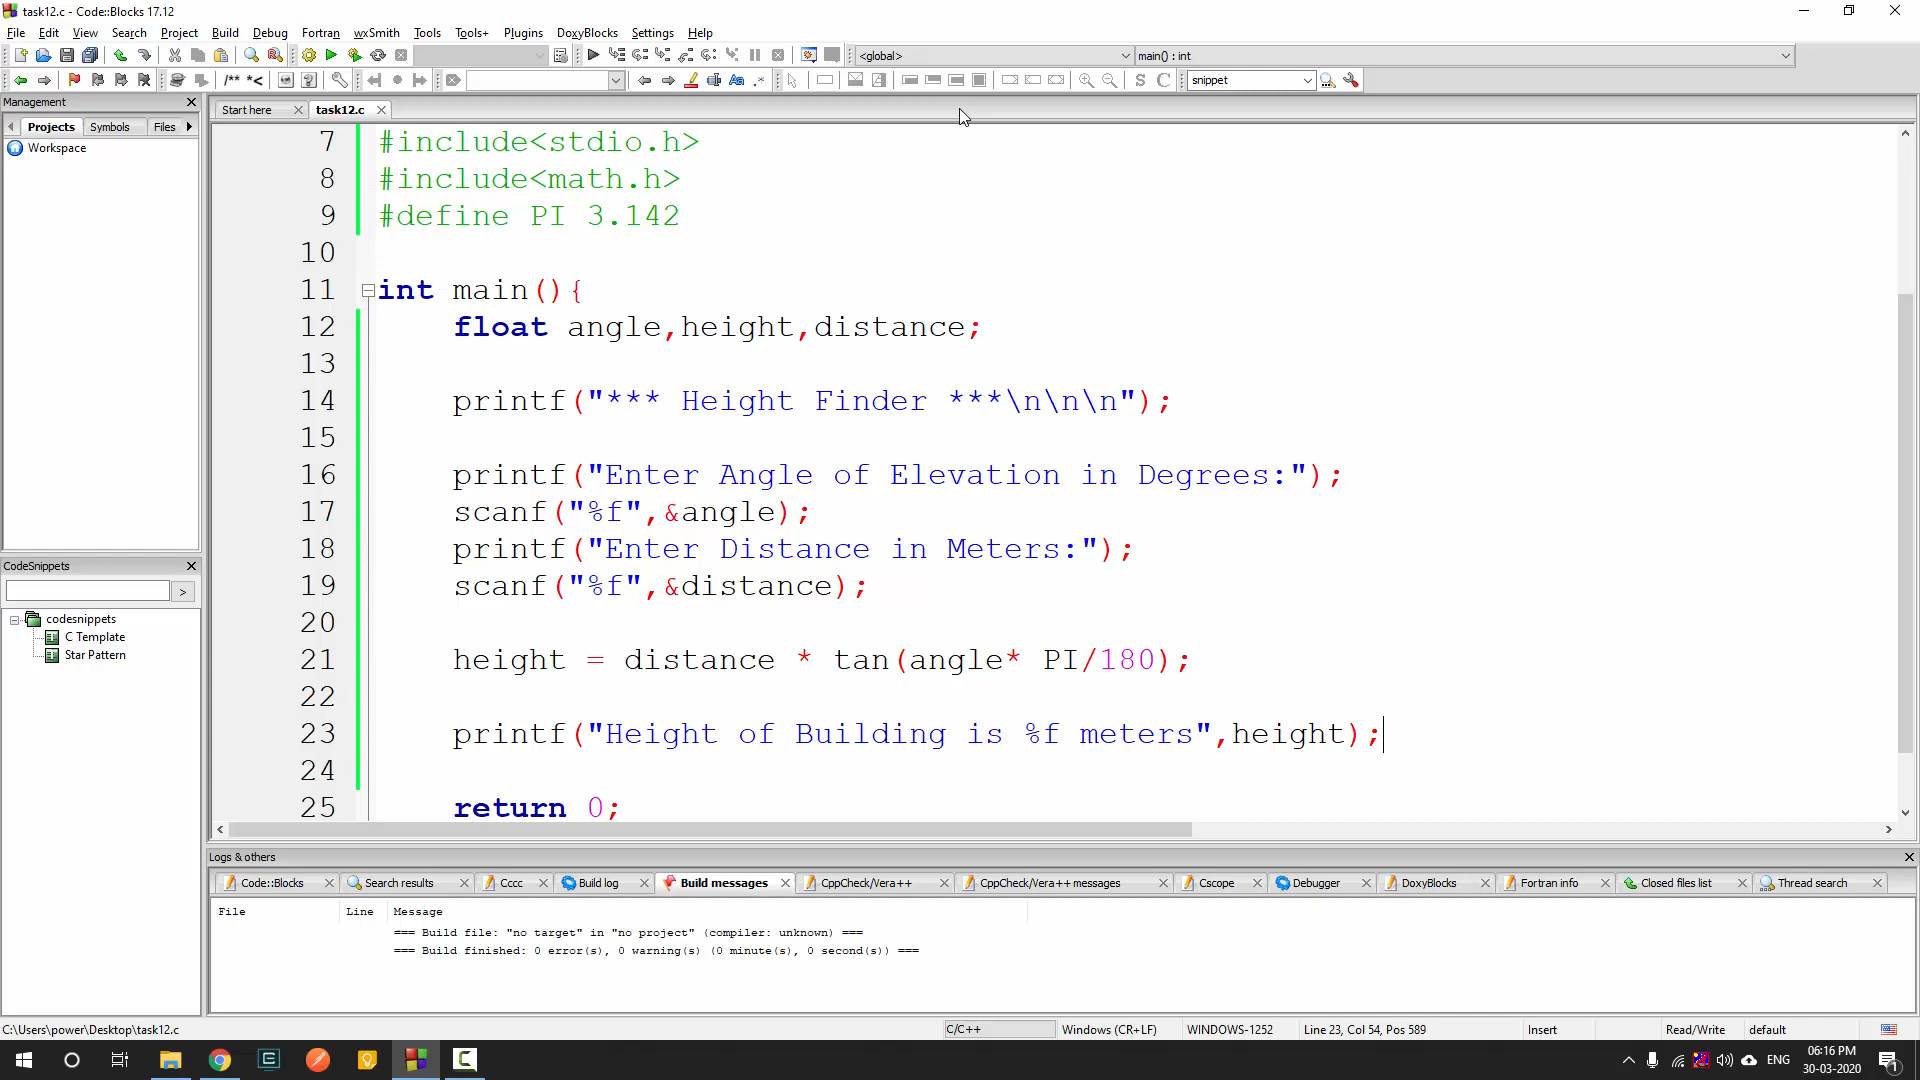 task12.c - Code::Blocks 17.12
File Edit View Search Project Build Debug Fortran wxSmith Tools Tools+ Plugins DoxyBlocks Settings Help
<global> main() : int
/** *< Aa .* S C snippet
Management
Start here task12.c
Projects Symbols Files
Workspace
7 #include<stdio.h>
8 #include<math.h>
9 #define PI 3.142
10
11 int main(){
12 float angle,height,distance;
13
14 printf("*** Height Finder ***\n\n\n");
15
16 printf("Enter Angle of Elevation in Degrees:");
17 scanf("%f",&angle);
18 printf("Enter Distance in Meters:");
19 scanf("%f",&distance);
20
21 height = distance * tan(angle* PI/180);
22
23 printf("Height of Building is %f meters",height);
24
25 return 0;
CodeSnippets
>
codesnippets
C Template
Star Pattern
Logs & others
Code::Blocks Search results Cccc Build log Build messages CppCheck/Vera++ CppCheck/Vera++ messages Cscope Debugger DoxyBlocks Fortran info Closed files list Thread search
File Line Message
=== Build file: "no target" in "no project" (compiler: unknown) ===
=== Build finished: 0 error(s), 0 warning(s) (0 minute(s), 0 second(s)) ===
C:\Users\power\Desktop\task12.c C/C++ Windows (CR+LF) WINDOWS-1252 Line 23, Col 54, Pos 589 Insert Read/Write default
ENG
06:16 PM
30-03-2020
1